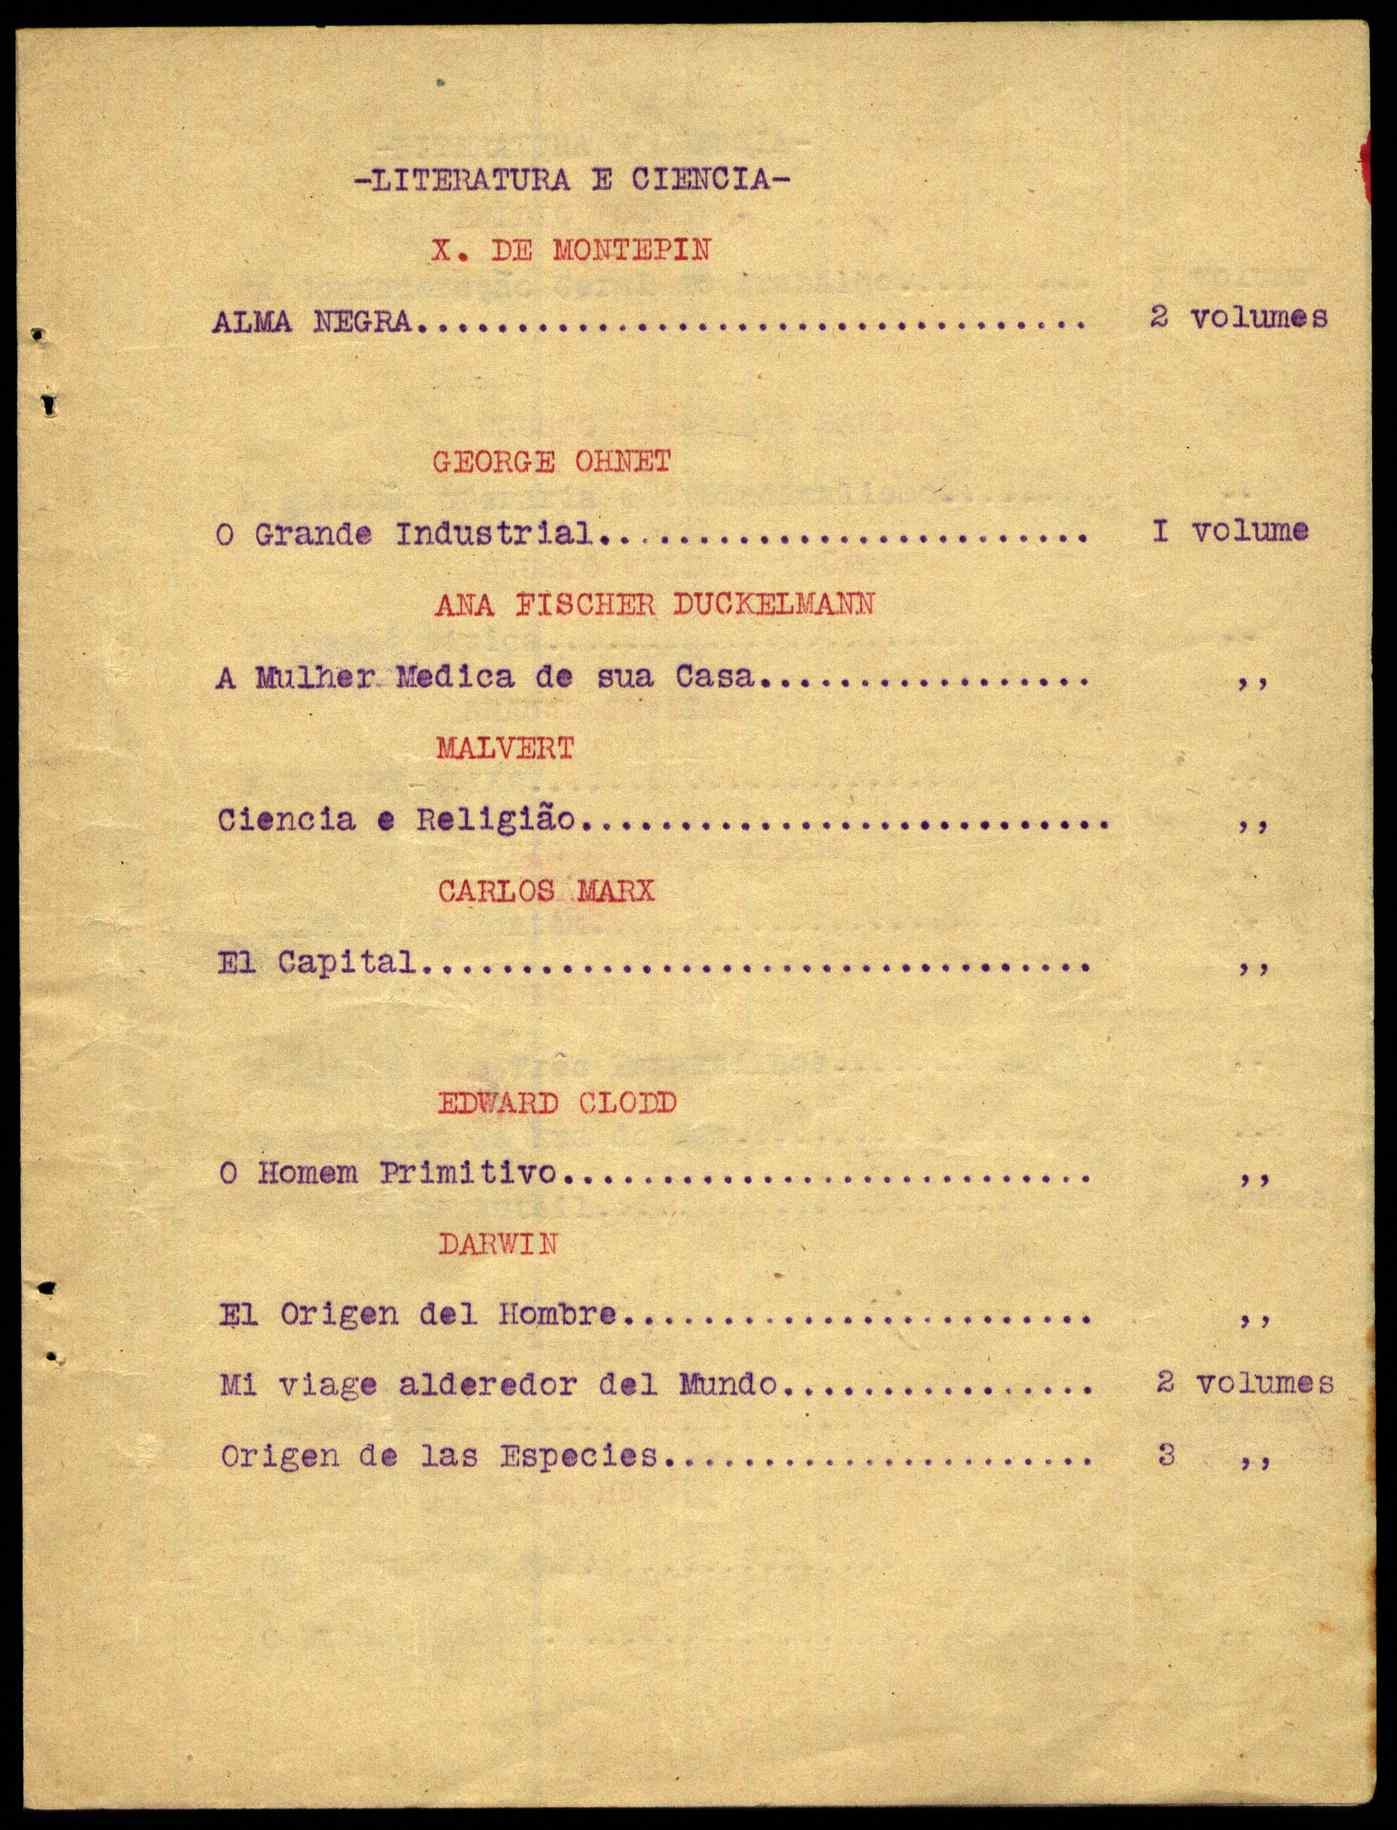 -LITERATURA E CIENCIA-
X. DE MONTEPIN
ALMA NEGRA.................................. 2 volumes
GEORGE OHNET
O Grande Industrial......................... I volume
ANA FISCHER DUCKELMANN
A Mulher Medica de sua Casa................. ,,
MALVERT
Ciencia e Religião........................... ,,
CARLOS MARX
El Capital.................................. ,,
EDWARD CLODD
O Homem Primitivo........................... ,,
DARWIN
El Origen del Hombre........................ ,,
Mi viage alderedor del Mundo................ 2 volumes
Origen de las Especies...................... 3 ,,